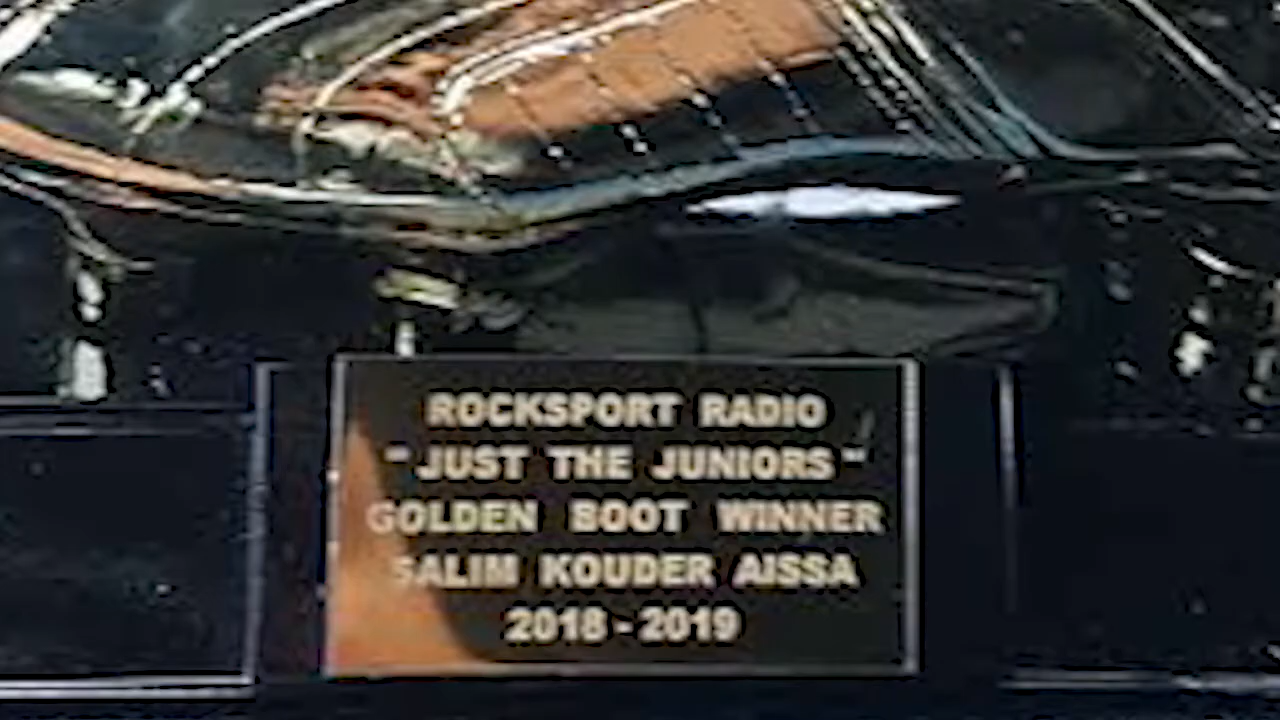 ROCKSPORT RADIO
"JUST THE JUNIORS"
GOLDEN BOOT WINNER
SALIM KOUDER AISSA
2018-2019